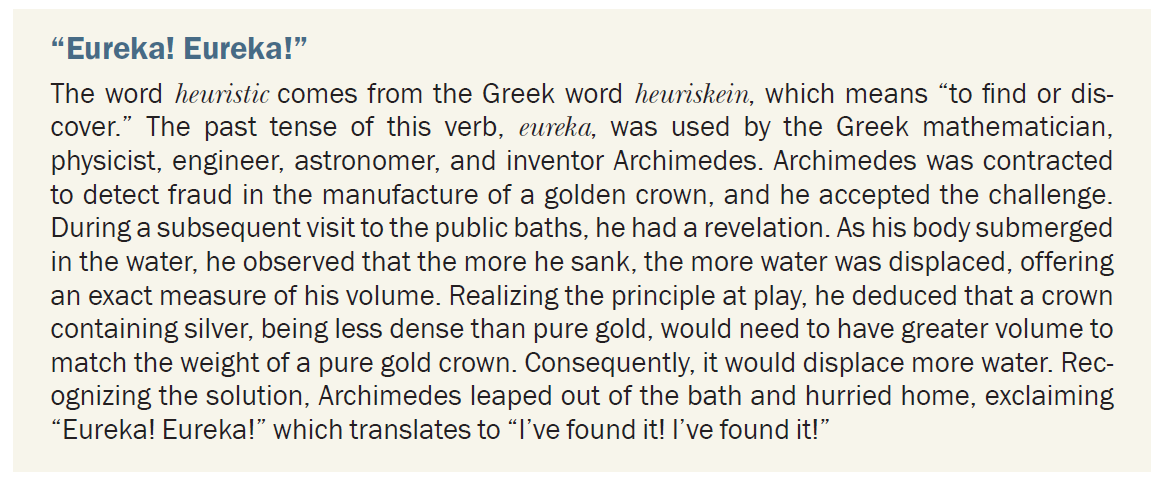 “Eureka! Eureka!”
The word heuristic comes from the Greek word heuriskein, which means “to find or dis-
cover.” The past tense of this verb, eureka, was used by the Greek mathematician,
physicist, engineer, astronomer, and inventor Archimedes. Archimedes was contracted
to detect fraud in the manufacture of a golden crown, and he accepted the challenge.
During a subsequent visit to the public baths, he had a revelation. As his body submerged
in the water, he observed that the more he sank, the more water was displaced, offering
an exact measure of his volume. Realizing the principle at play, he deduced that a crown
containing silver, being less dense than pure gold, would need to have greater volume to
match the weight of a pure gold crown. Consequently, it would displace more water. Rec-
ognizing the solution, Archimedes leaped out of the bath and hurried home, exclaiming
“Eureka! Eureka!” which translates to “I’ve found it! I’ve found it!”